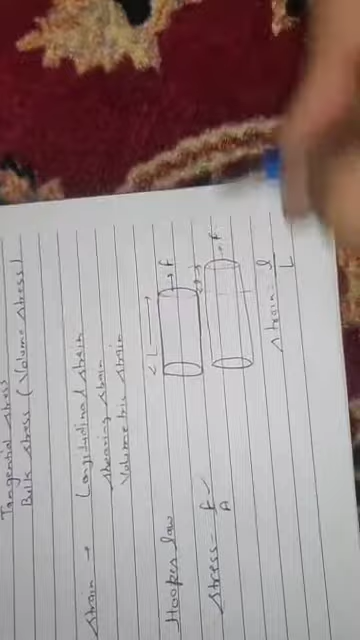 Tangential stress
Bulk stress (Volume stress)
Strain → Longitudinal strain
shearing strain
Volumetric strain
Hookes law
< L →
→ F
Stress = F
A
→ F
Strain = l
L